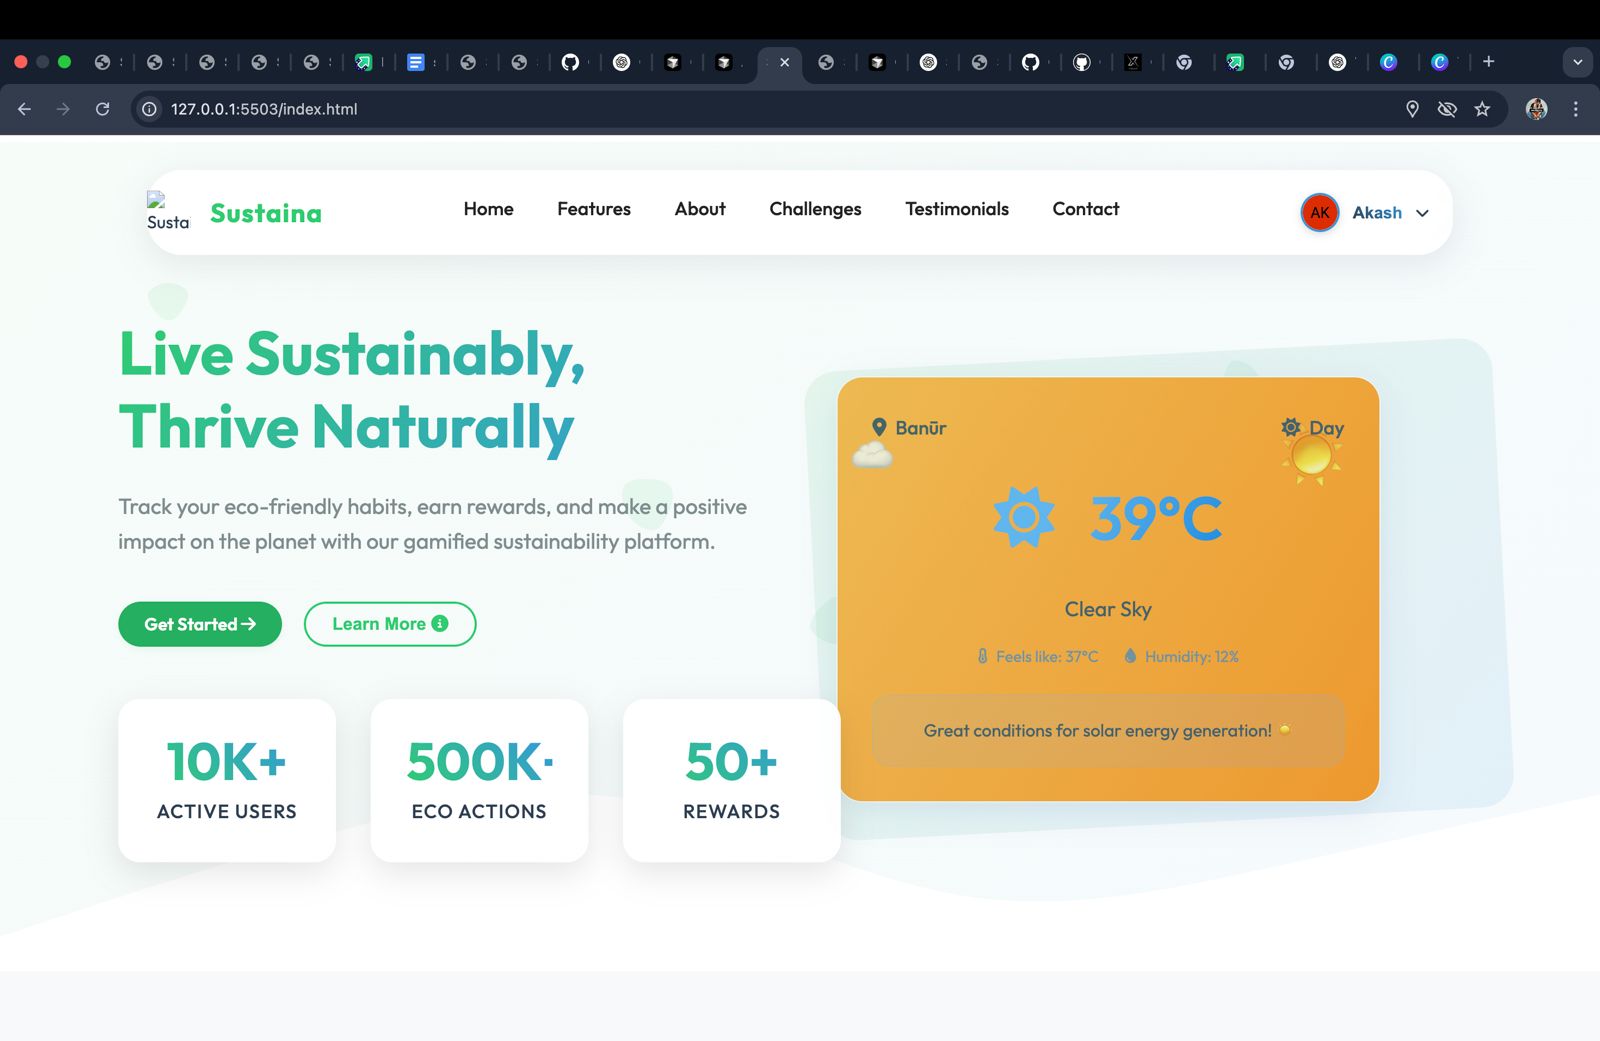 127.0.0.1:5503/index.html
Susta
Sustaina
Home
Features
About
Challenges
Testimonials
Contact
AK
Akash
Live Sustainably,
Thrive Naturally
Track your eco-friendly habits, earn rewards, and make a positive
impact on the planet with our gamified sustainability platform.
Get Started
Learn More
10K+
ACTIVE USERS
500K
ECO ACTIONS
50+
REWARDS
Banūr
Day
39°C
Clear Sky
Feels like: 37°C
Humidity: 12%
Great conditions for solar energy generation!